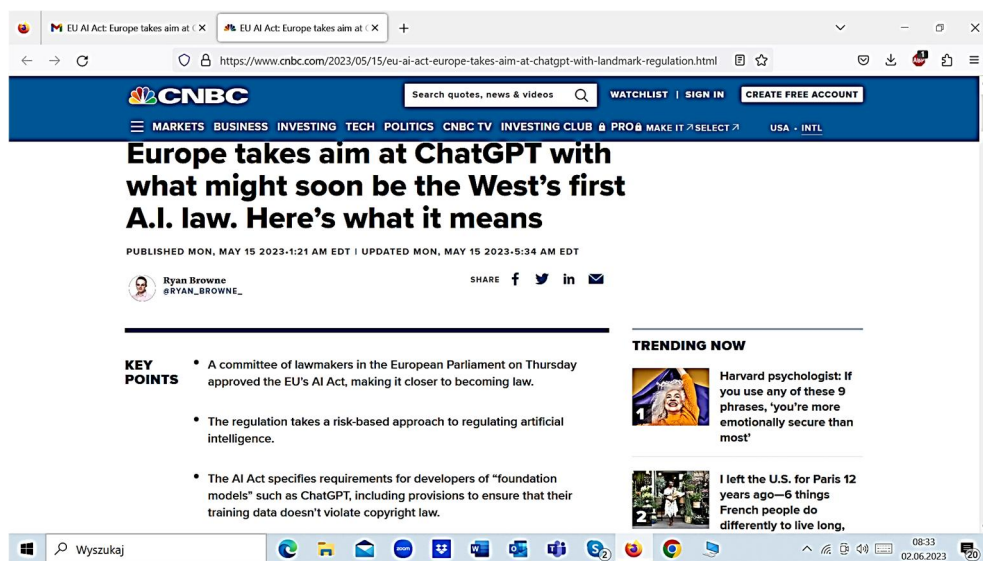 EU AI Act: Europe takes aim at C
EU AI Act: Europe takes aim at C
https://www.cnbc.com/2023/05/15/eu-ai-act-europe-takes-aim-at-chatgpt-with-landmark-regulation.html
CNBC
Search quotes, news & videos
WATCHLIST | SIGN IN
CREATE FREE ACCOUNT
MARKETS BUSINESS INVESTING TECH POLITICS CNBC TV INVESTING CLUB PRO MAKE IT SELECT USA • INTL
Europe takes aim at ChatGPT with
what might soon be the West’s first
A.I. law. Here’s what it means
PUBLISHED MON, MAY 15 2023•1:21 AM EDT | UPDATED MON, MAY 15 2023•5:34 AM EDT
Ryan Browne
@RYAN_BROWNE_
SHARE
KEY
POINTS
• A committee of lawmakers in the European Parliament on Thursday
approved the EU's AI Act, making it closer to becoming law.
• The regulation takes a risk-based approach to regulating artificial
intelligence.
• The AI Act specifies requirements for developers of “foundation
models” such as ChatGPT, including provisions to ensure that their
training data doesn’t violate copyright law.
TRENDING NOW
1
Harvard psychologist: If
you use any of these 9
phrases, ‘you’re more
emotionally secure than
most’
2
I left the U.S. for Paris 12
years ago—6 things
French people do
differently to live long,
Wyszukaj
zoom
2
08:33
02.06.2023
20